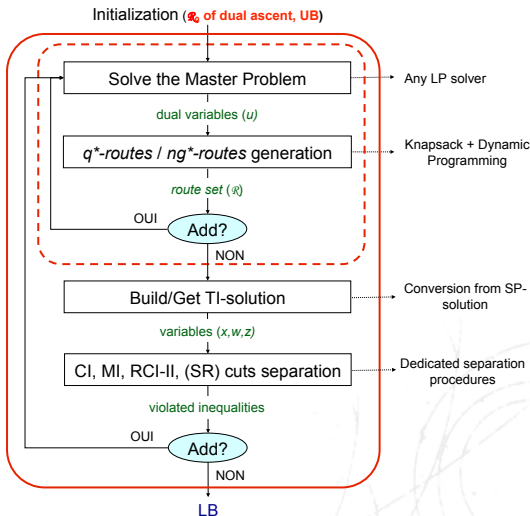 Initialization (ℛ₀ of dual ascent, UB)
Solve the Master Problem
Any LP solver
dual variables (u)
q*-routes / ng*-routes generation
Knapsack + Dynamic
Programming
route set (ℛ)
OUI
Add?
NON
Build/Get TI-solution
Conversion from SP-
solution
variables (x,w,z)
CI, MI, RCI-II, (SR) cuts separation
Dedicated separation
procedures
violated inequalities
OUI
Add?
NON
LB